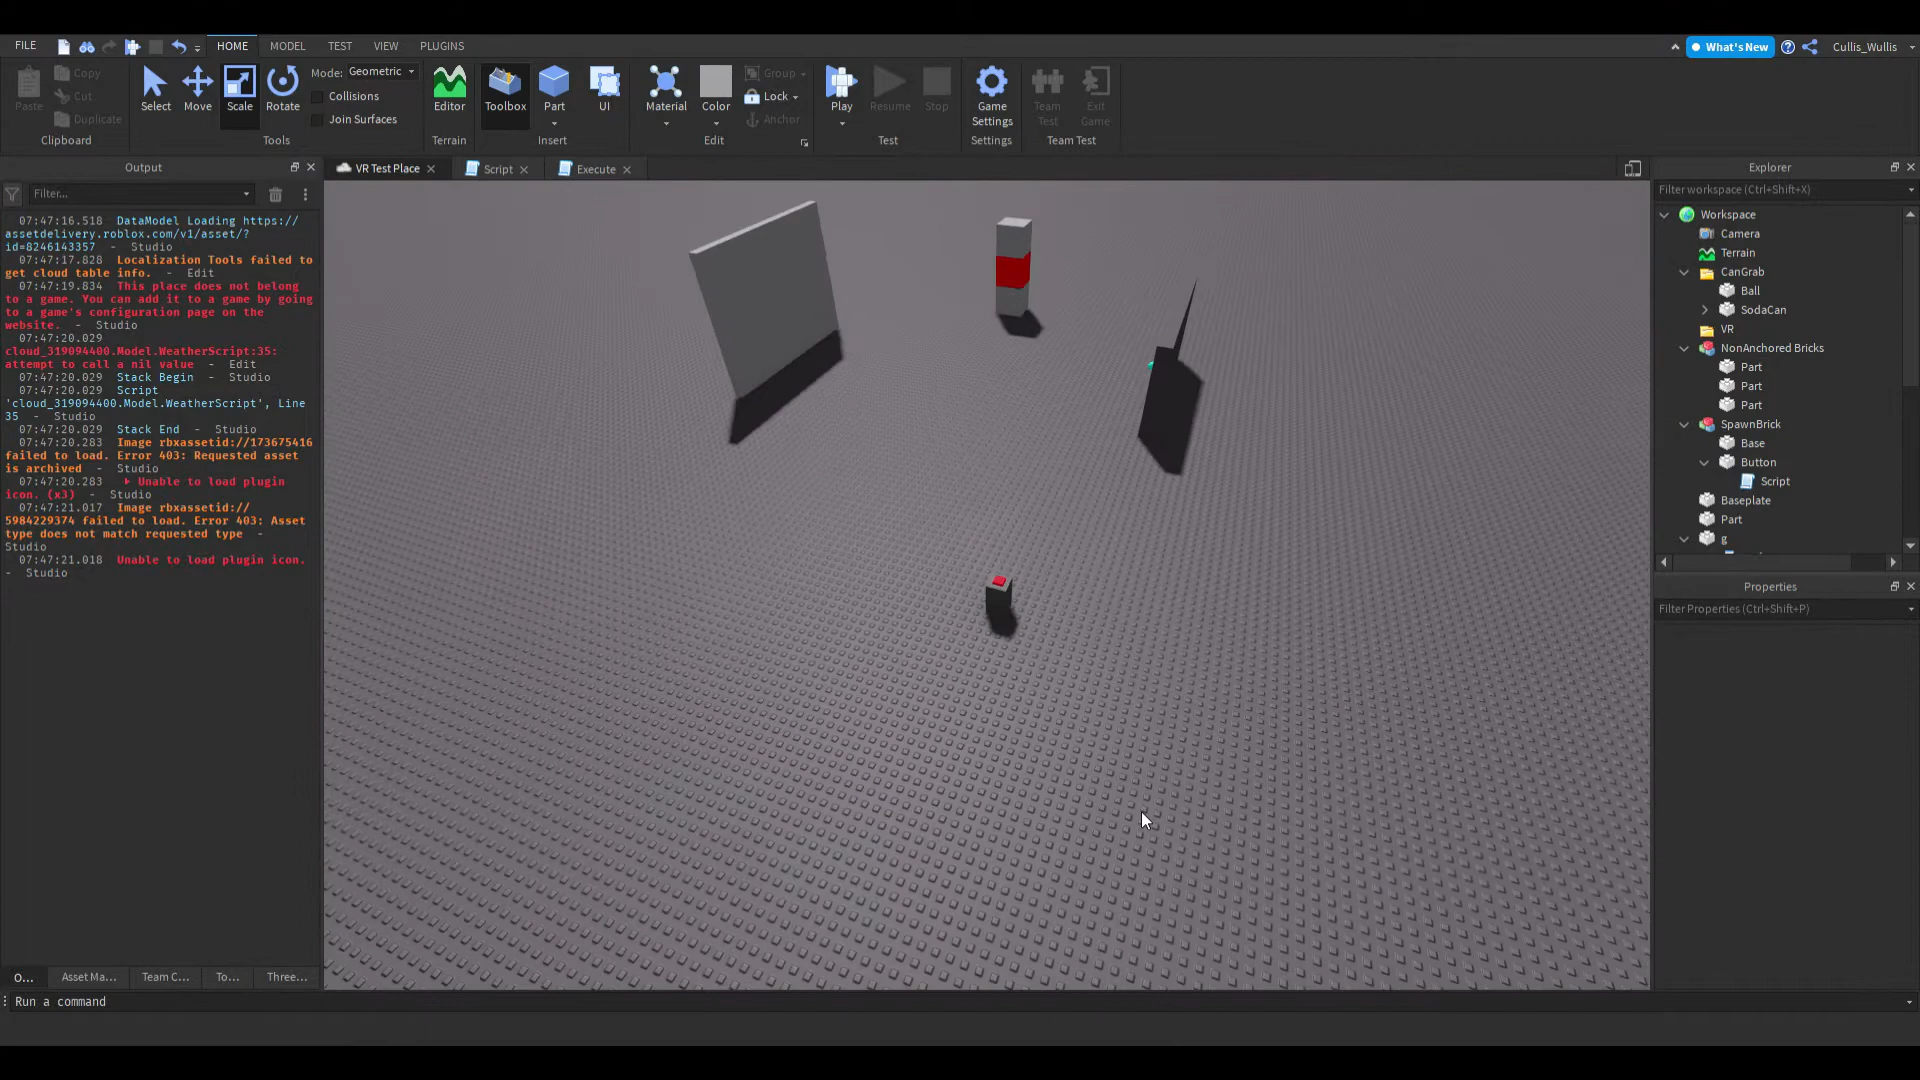 FILE
HOME
MODEL
TEST
VIEW
PLUGINS
What's New
Cullis_Wullis
Paste
Copy
Cut
Duplicate
Clipboard
Select
Move
Scale
Rotate
Mode: Geometric
Collisions
Join Surfaces
Tools
Editor
Terrain
Toolbox
Part
UI
Insert
Material
Color
Group
Lock
Anchor
Edit
Play
Resume
Stop
Test
Game
Settings
Settings
Team
Test
Exit
Game
Team Test
Output
VR Test Place
Script
Execute
Explorer
Filter...
Filter workspace (Ctrl+Shift+X)
07:47:16.518 DataModel Loading https://
assetdelivery.roblox.com/v1/asset/?
id=8246143357 - Studio
07:47:17.828 Localization Tools failed to
get cloud table info. - Edit
07:47:19.834 This place does not belong
to a game. You can add it to a game by going
to a game's configuration page on the
website. - Studio
07:47:20.029
cloud_319094400.Model.WeatherScript:35:
attempt to call a nil value - Edit
07:47:20.029 Stack Begin - Studio
07:47:20.029 Script
'cloud_319094400.Model.WeatherScript', Line
35 - Studio
07:47:20.029 Stack End - Studio
07:47:20.283 Image rbxassetid://173675416
failed to load. Error 403: Requested asset
is archived - Studio
07:47:20.283 Unable to load plugin
icon. (x3) - Studio
07:47:21.017 Image rbxassetid://
5984229374 failed to load. Error 403: Asset
type does not match requested type -
Studio
07:47:21.018 Unable to load plugin icon.
- Studio
Workspace
Camera
Terrain
CanGrab
Ball
SodaCan
VR
NonAnchored Bricks
Part
Part
Part
SpawnBrick
Base
Button
Script
Baseplate
Part
g
Properties
Filter Properties (Ctrl+Shift+P)
O...
Asset Ma...
Team C...
To...
Three...
Run a command